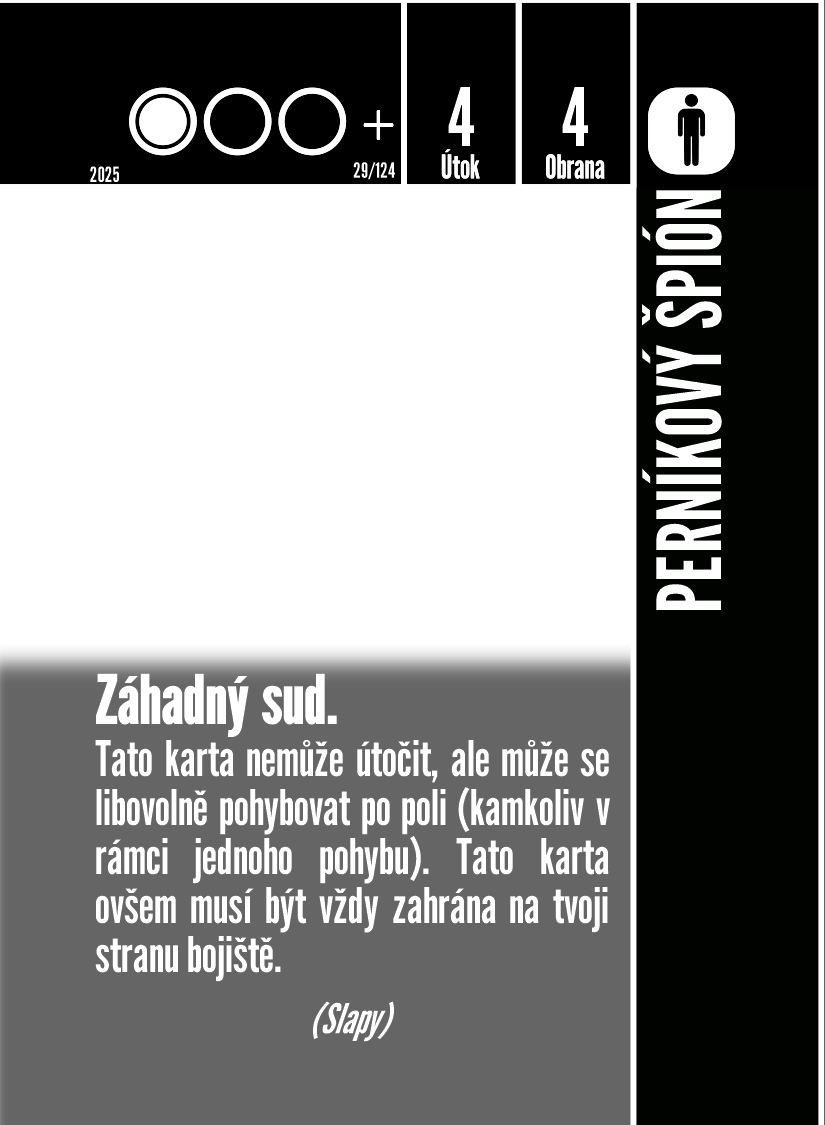 +
2025
29/124
4
Útok
4
Obrana
PERNÍKOVÝ ŠPIÓN
Záhadný sud.
Tato karta nemůže útočit, ale může se
libovolně pohybovat po poli (kamkoliv v
rámci jednoho pohybu). Tato karta
ovšem musí být vždy zahrána na tvoji
stranu bojiště.
(Slapy)